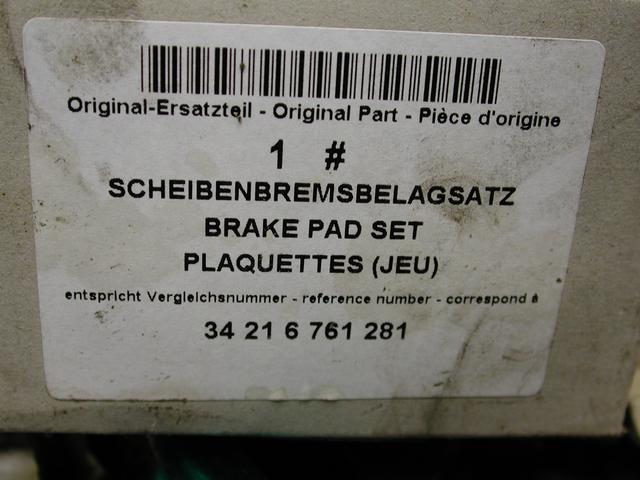 Original-Ersatzteil - Original Part - Pièce d'origine
1 #
SCHEIBENBREMSBELAGSATZ
BRAKE PAD SET
PLAQUETTES (JEU)
entspricht Vergleichsnummer - reference number - correspond à
34 21 6 761 281